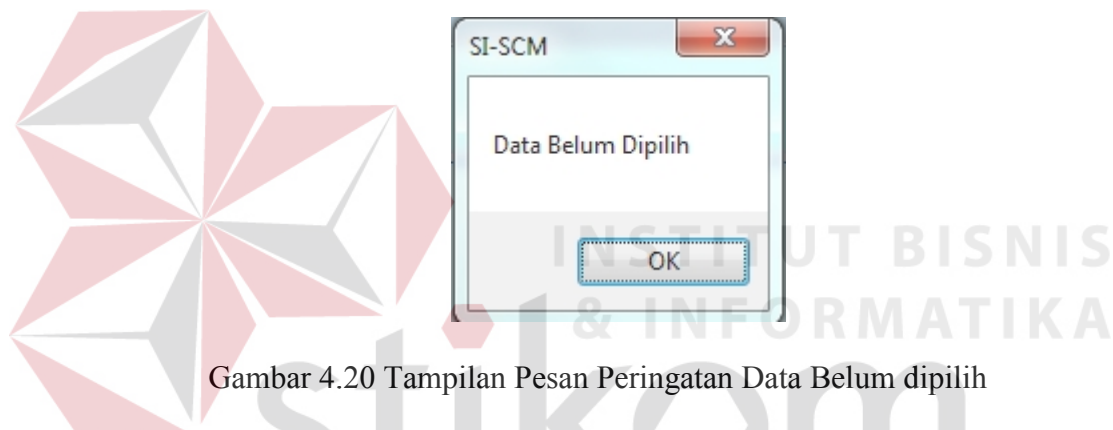 SI-SCM
Data Belum Dipilih
OK
INSTITUT BISNIS
& INFORMATIKA
stikom
Gambar 4.20 Tampilan Pesan Peringatan Data Belum dipilih